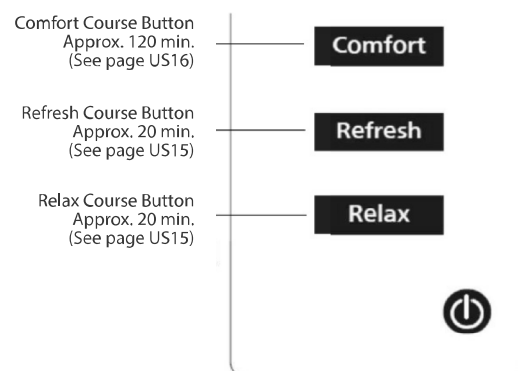 Comfort Course Button
Approx. 120 min.
(See page US16)
Comfort
Refresh Course Button
Approx. 20 min.
(See page US15)
Refresh
Relax Course Button
Approx. 20 min.
(See page US15)
Relax